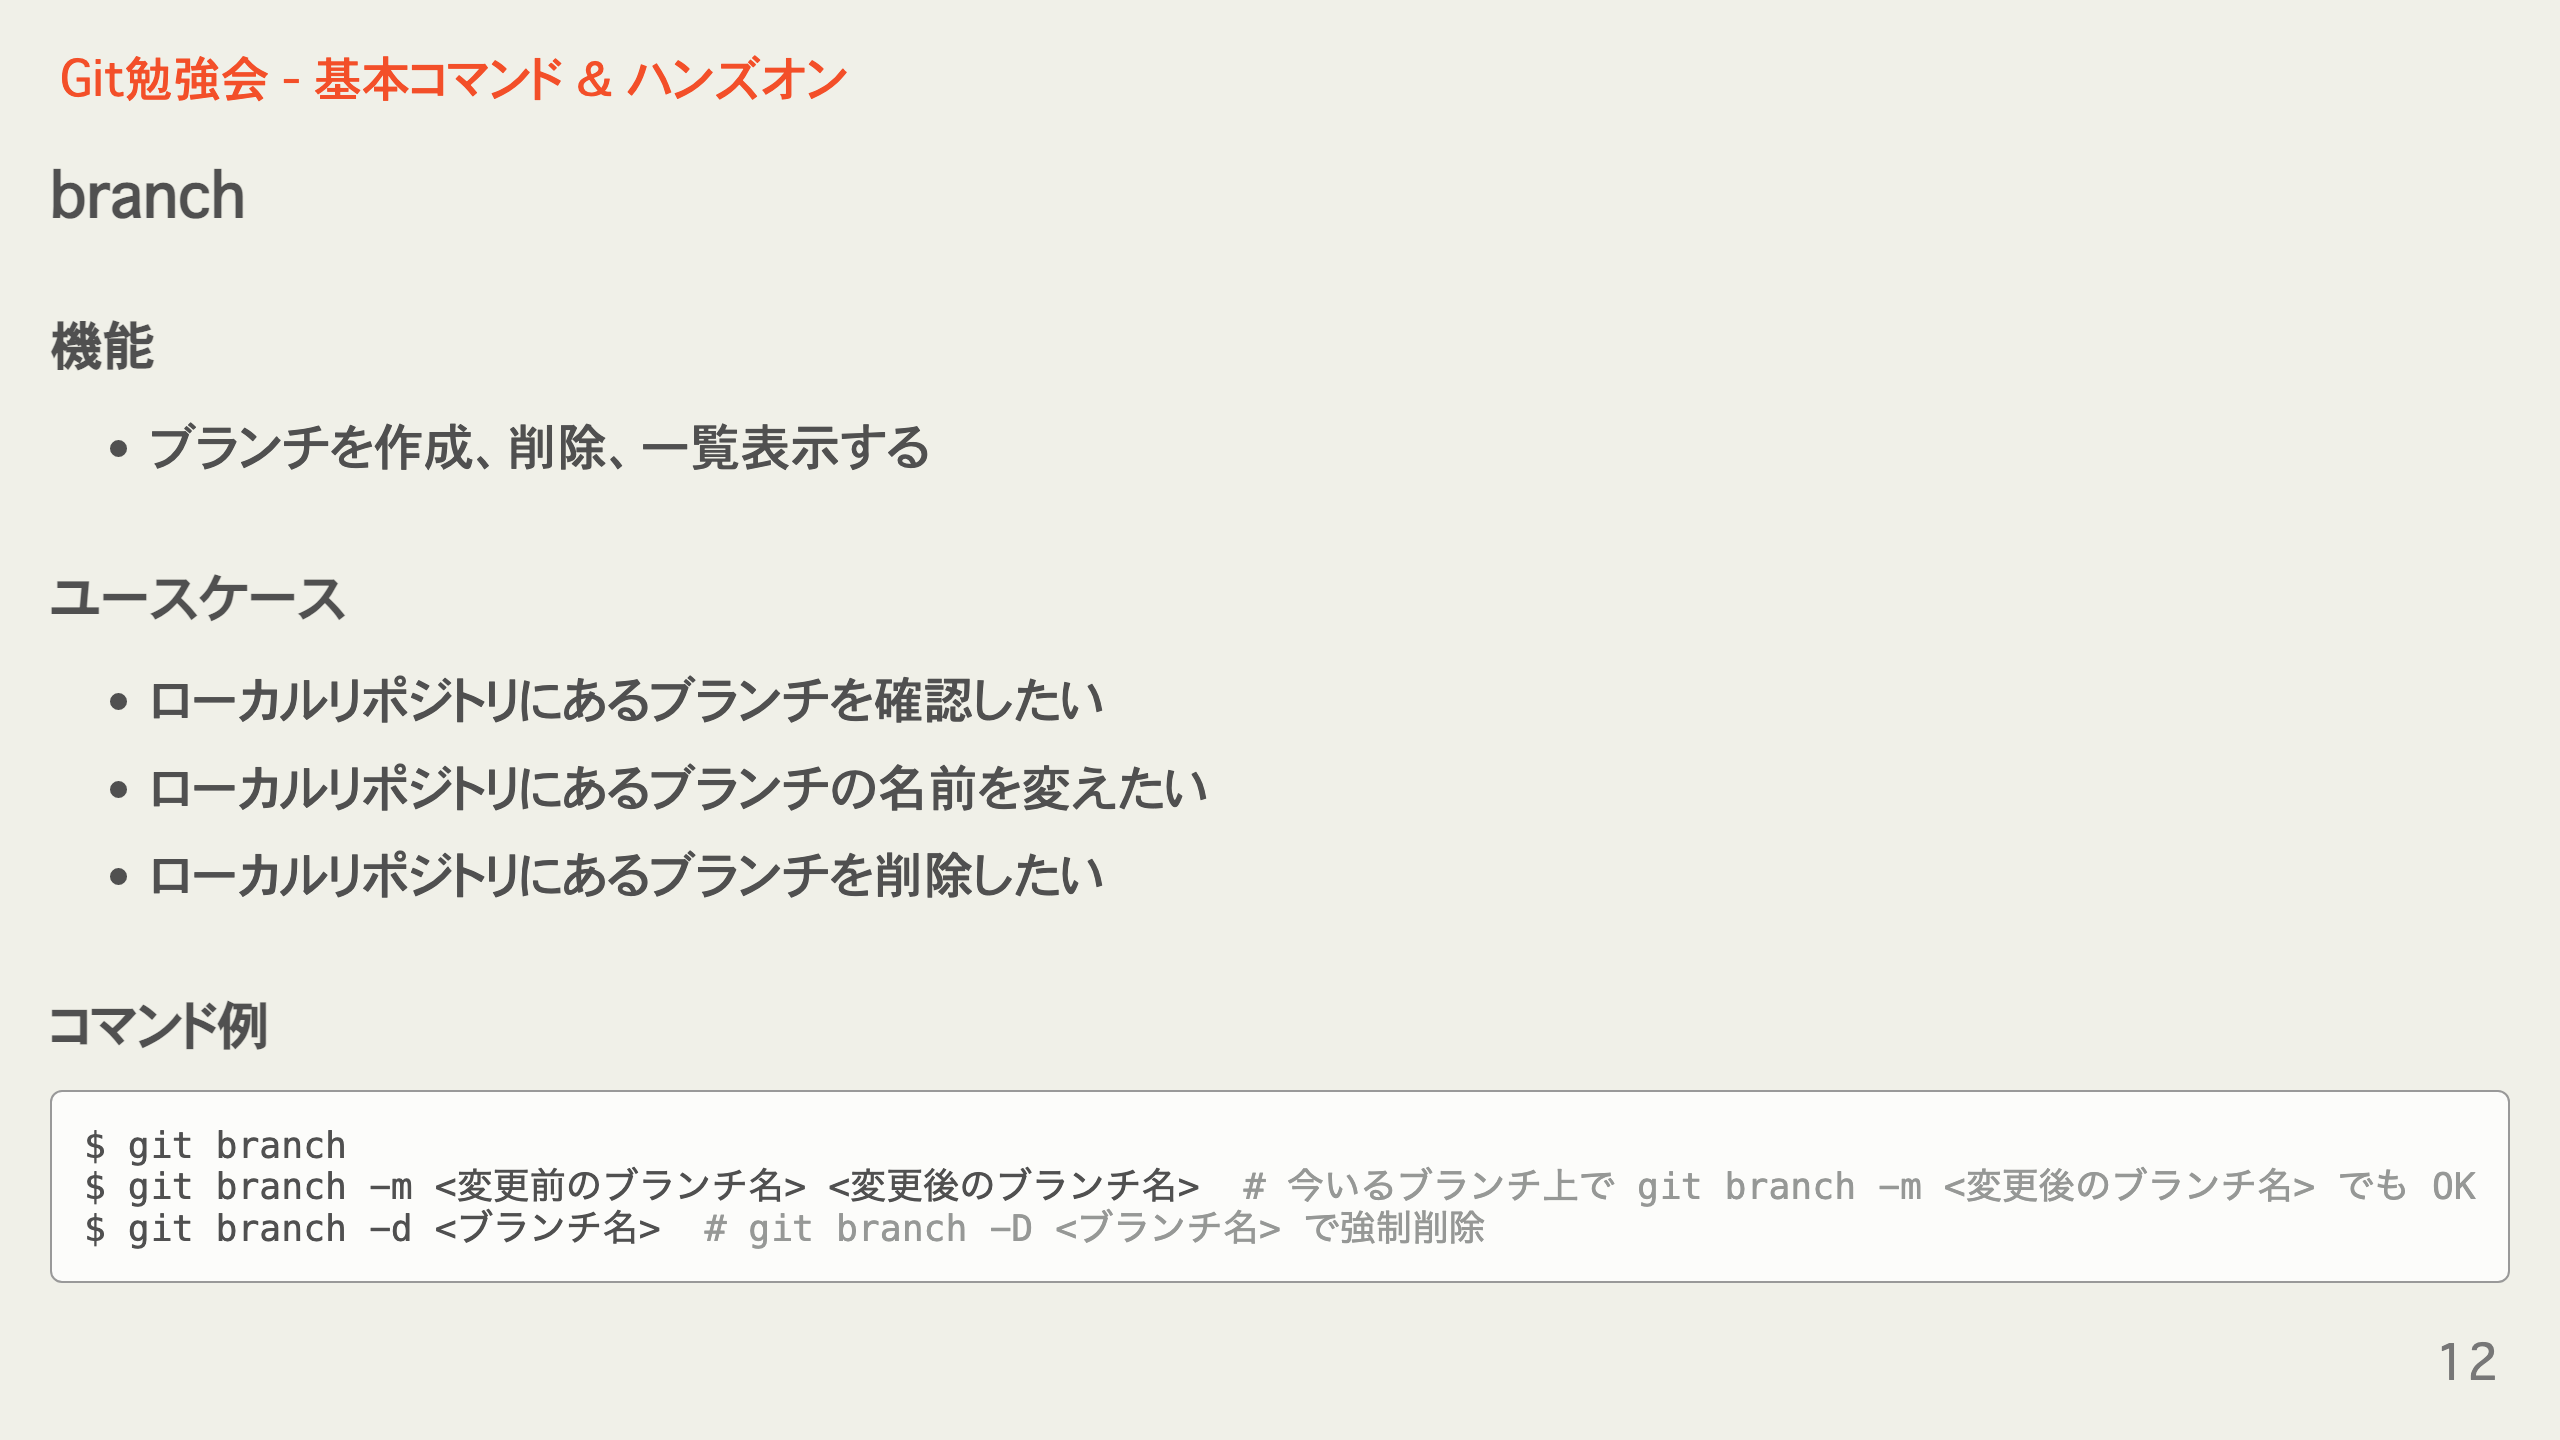 Git勉強会 - 基本コマンド & ハンズオン
branch
機能
• ブランチを作成、削除、一覧表示する
ユースケース
• ローカルリポジトリにあるブランチを確認したい
• ローカルリポジトリにあるブランチの名前を変えたい
• ローカルリポジトリにあるブランチを削除したい
コマンド例
$ git branch
$ git branch -m <変更前のブランチ名> <変更後のブランチ名>  # 今いるブランチ上で git branch -m <変更後のブランチ名> でも OK
$ git branch -d <ブランチ名>  # git branch -D <ブランチ名> で強制削除
12